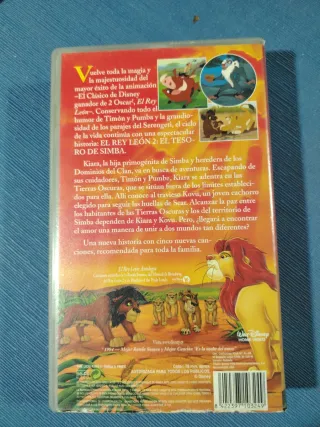 Vuelve toda la magia y
la majestuosidad del
mayor éxito de la animación
-El Clásico de Disney
ganador de 2 Oscar, El Rey
León-. Conservando todo el
humor de Timón y Pumba y la grandio-
sidad de los parajes del Serengeti, el ciclo
de la vida continúa con una espectacular
historia: EL REY LEÓN 2: EL TESO-
RO DE SIMBA.
Kiara, la hija primogénita de Simba y heredera de los
Dominios del Clan, va en busca de aventuras. Escapando de
sus cuidadores, Timón y Pumba, Kiara se adentra en las
Tierras Oscuras, que se sitúan fuera de los límites estableci-
dos para ella. Allí conoce al travieso Kovu, un joven cachorro
elegido para seguir las huellas de Scar. Alcanzar la paz entre
los habitantes de las Tierras Oscuras y los del territorio de
Simba dependen de Kiara y Kovu. Pero, ¿llegará a encontrar
el amor una manera de unir a dos mundos tan diferentes?
Una nueva historia con cinco nuevas can-
ciones, recomendada para toda la familia.
WALT DISNEY
HOME VIDEO
8 422397 103249